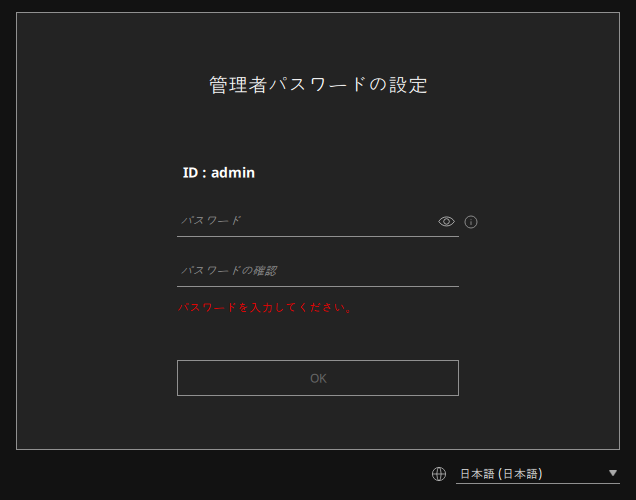 管理者パスワードの設定
ID : admin
パスワード
パスワードの確認
パスワードを入力してください。
OK
日本語 (日本語)